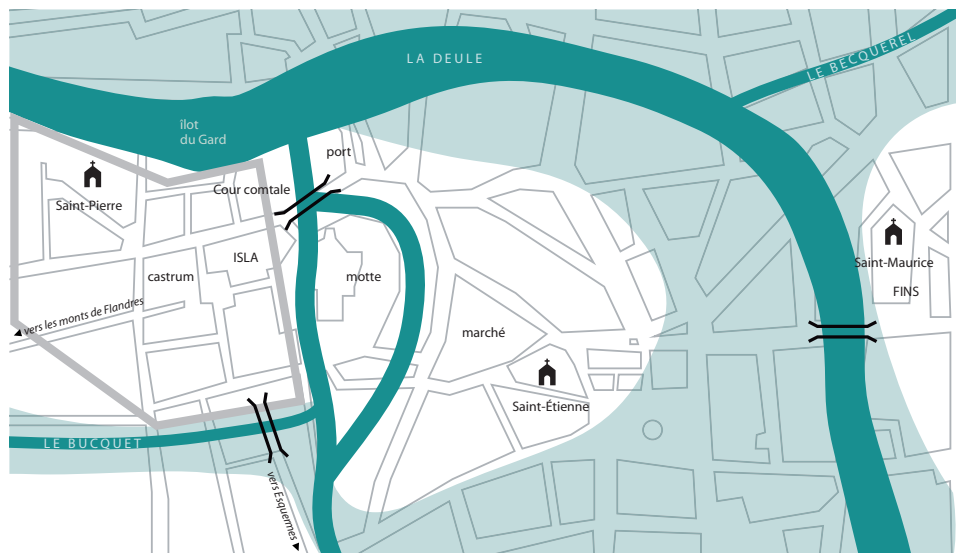 LA DEULE
LE BECQUEREL
îlot
du Gard
port
Cour comtale
Saint-Pierre
ISLA
castrum
motte
Saint-Maurice
FINS
vers les monts de Flandres
marché
Saint-Étienne
LE BUCQUET
vers Esquermes